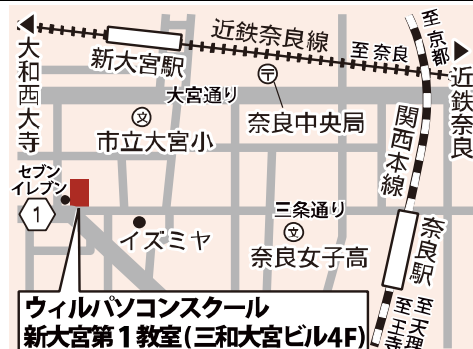 至京都
近鉄奈良線
至奈良
新大宮駅
大宮通り
大和西大寺
近鉄奈良
〒
奈良中央局
文
市立大宮小
関西本線
セブン
イレブン
1
三条通り
イズミヤ
文
奈良女子高
奈良駅
至天理
至王寺
ウィルパソコンスクール
新大宮第1教室(三和大宮ビル4F)